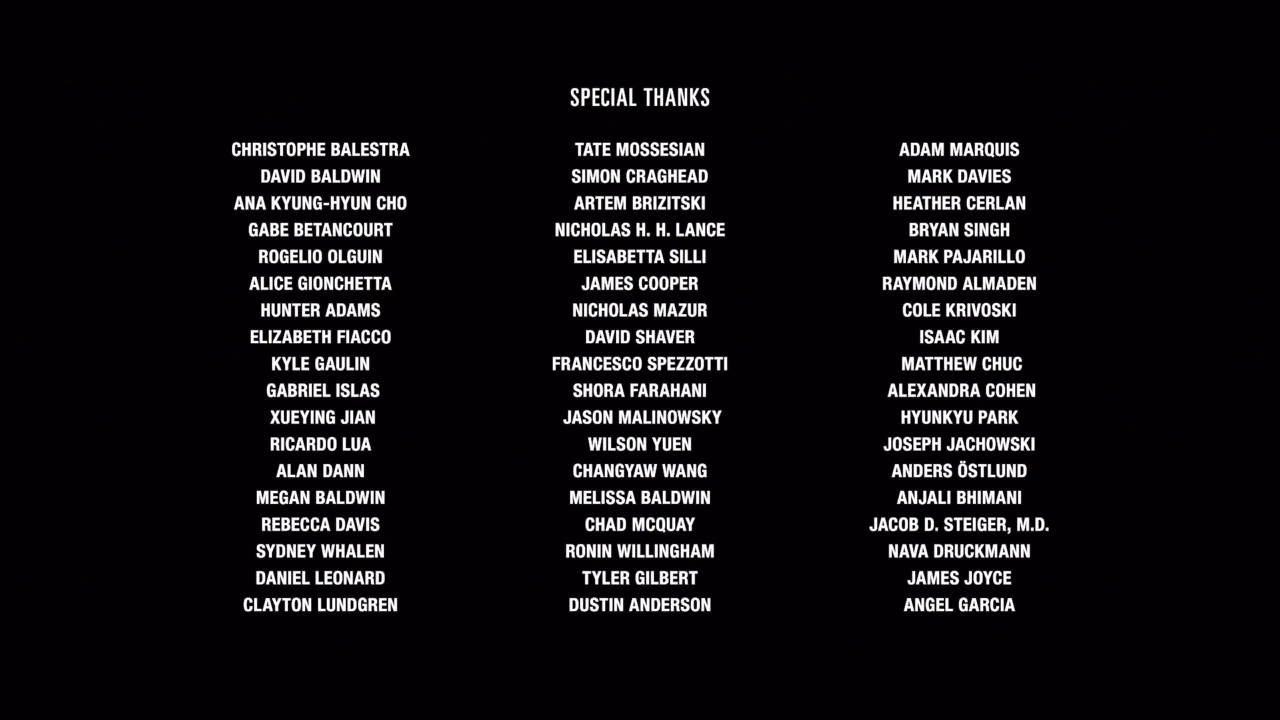 SPECIAL THANKS
CHRISTOPHE BALESTRA
DAVID BALDWIN
ANA KYUNG-HYUN CHO
GABE BETANCOURT
ROGELIO OLGUIN
ALICE GIONCHETTA
HUNTER ADAMS
ELIZABETH FIACCO
KYLE GAULIN
GABRIEL ISLAS
XUEYING JIAN
RICARDO LUA
ALAN DANN
MEGAN BALDWIN
REBECCA DAVIS
SYDNEY WHALEN
DANIEL LEONARD
CLAYTON LUNDGREN
TATE MOSSESIAN
SIMON CRAGHEAD
ARTEM BRIZITSKI
NICHOLAS H. H. LANCE
ELISABETTA SILLI
JAMES COOPER
NICHOLAS MAZUR
DAVID SHAVER
FRANCESCO SPEZZOTTI
SHORA FARAHANI
JASON MALINOWSKY
WILSON YUEN
CHANGYAW WANG
MELISSA BALDWIN
CHAD MCQUAY
RONIN WILLINGHAM
TYLER GILBERT
DUSTIN ANDERSON
ADAM MARQUIS
MARK DAVIES
HEATHER CERLAN
BRYAN SINGH
MARK PAJARILLO
RAYMOND ALMADEN
COLE KRIVOSKI
ISAAC KIM
MATTHEW CHUC
ALEXANDRA COHEN
HYUNKYU PARK
JOSEPH JACHOWSKI
ANDERS ÖSTLUND
ANJALI BHIMANI
JACOB D. STEIGER, M.D.
NAVA DRUCKMANN
JAMES JOYCE
ANGEL GARCIA